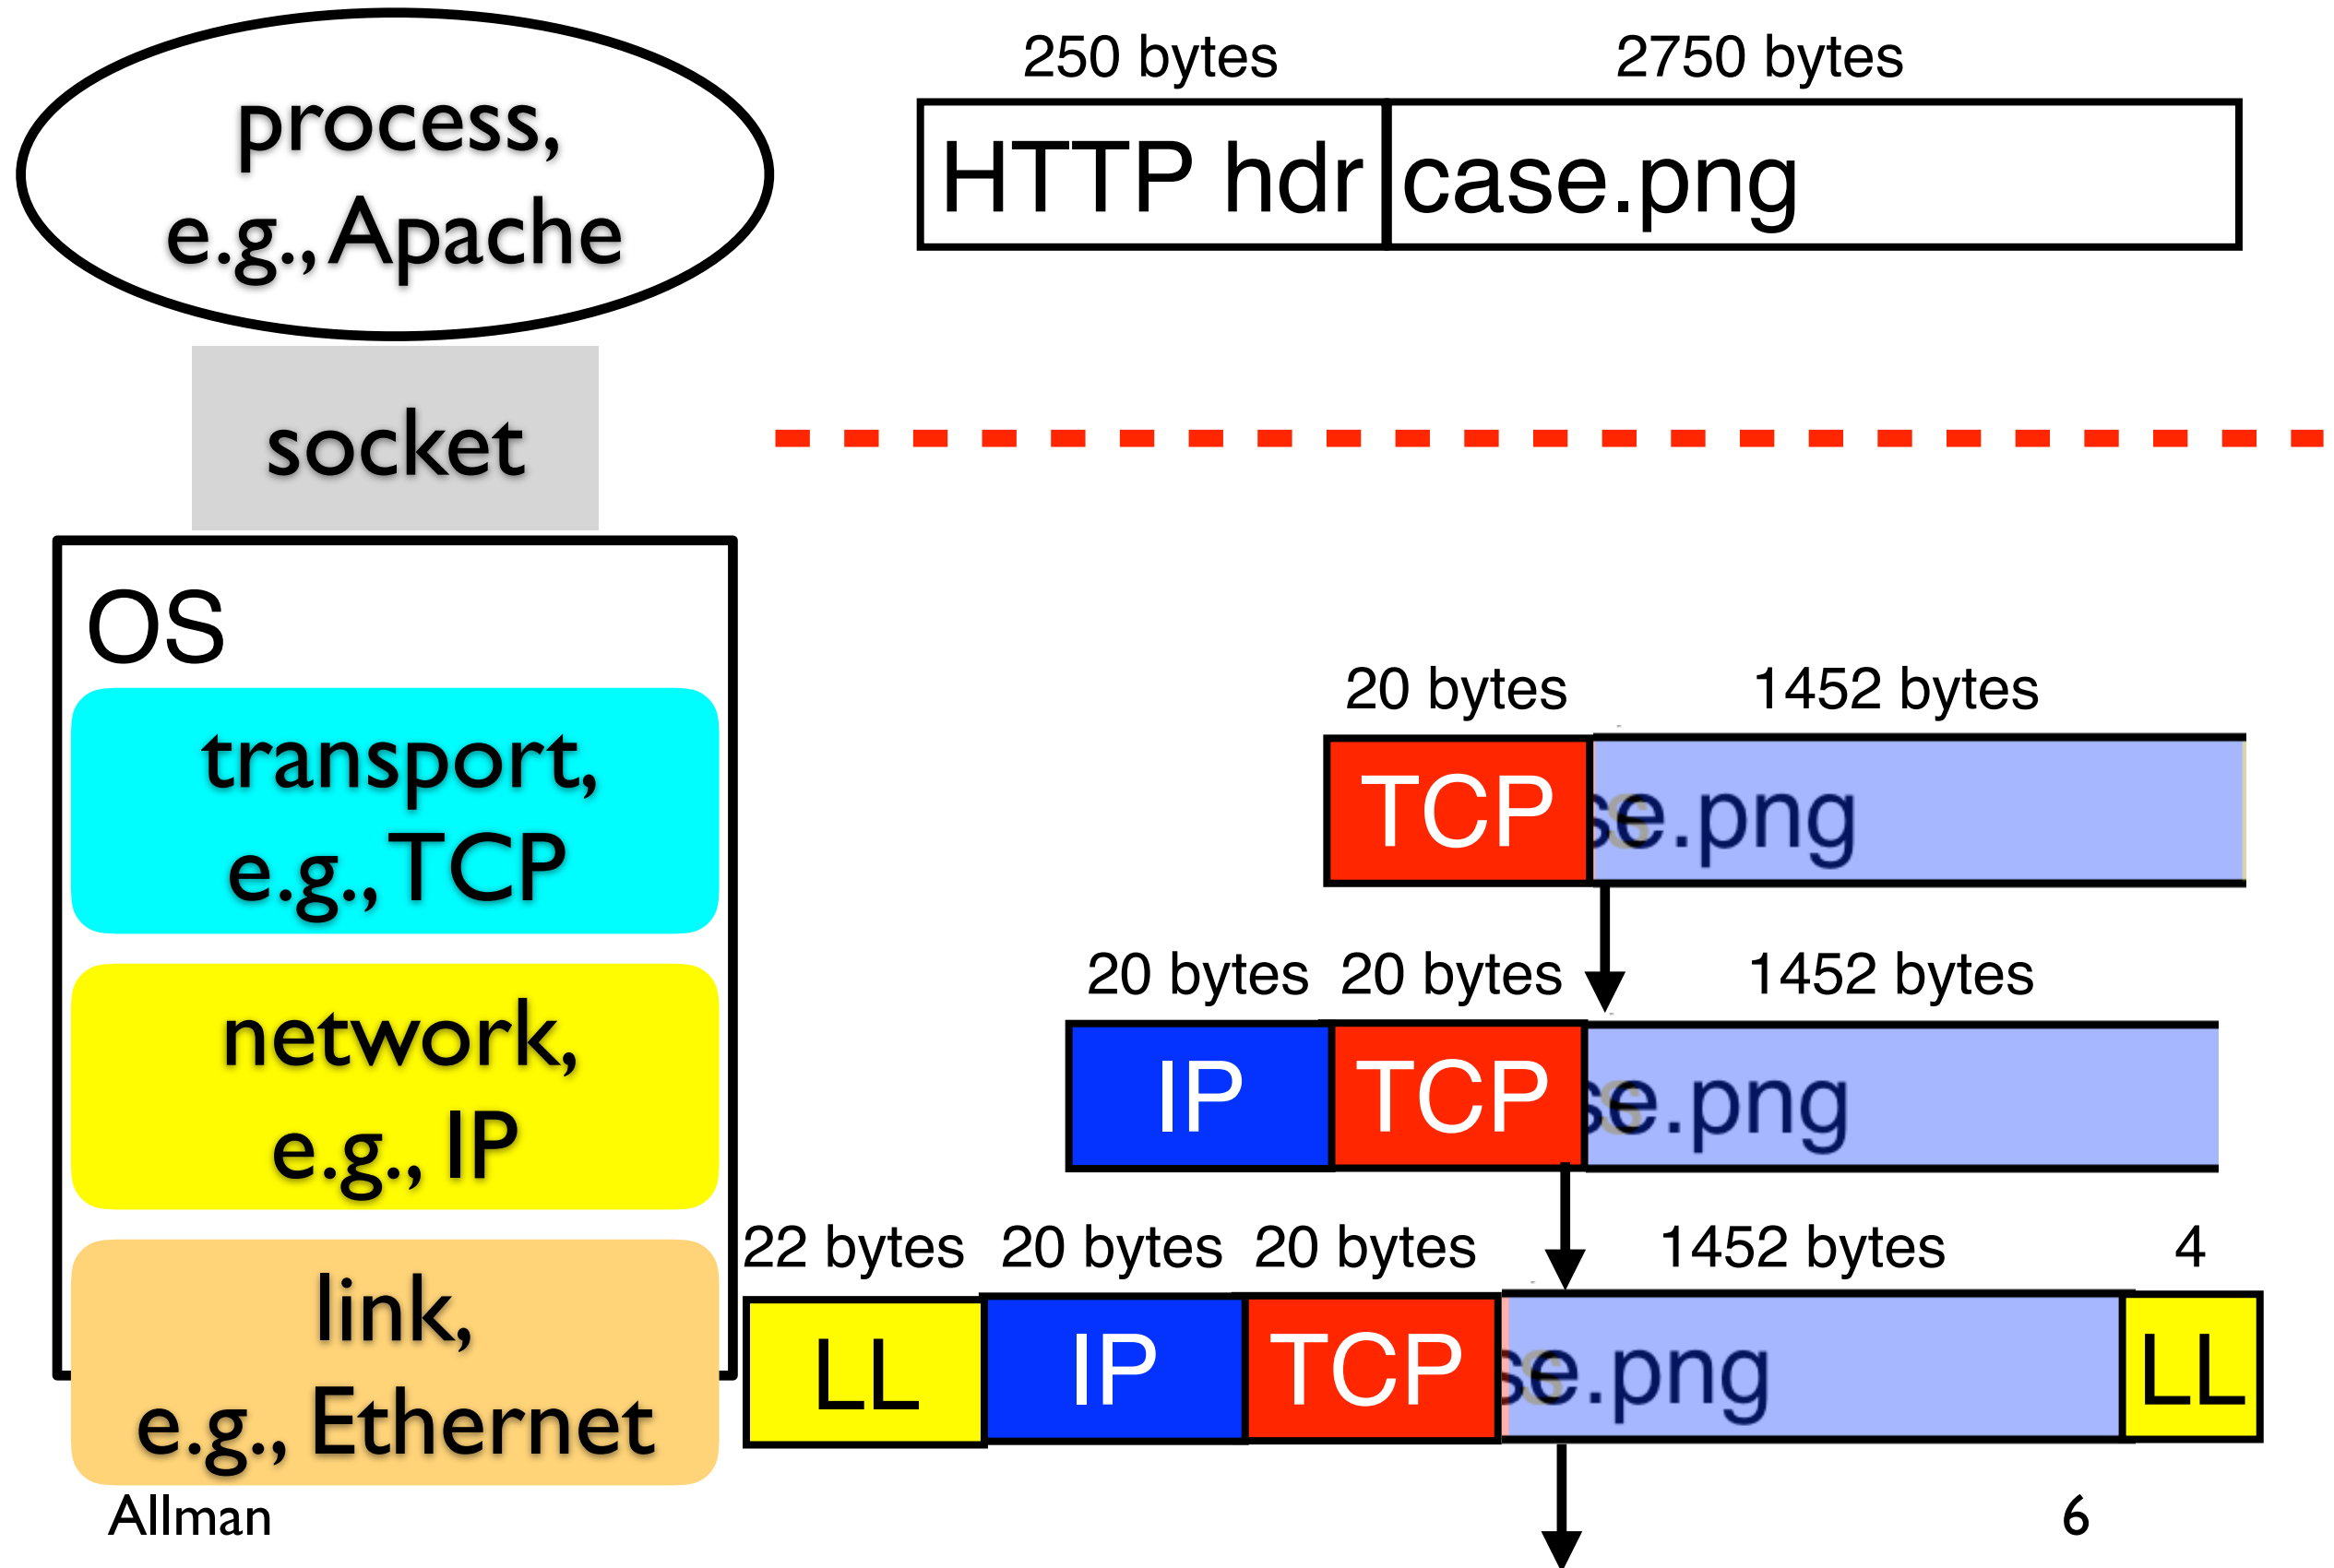 process,
e.g., Apache
250 bytes 2750 bytes
HTTP hdr case.png
socket
OS
transport,
e.g., TCP
20 bytes 1452 bytes
TCP se.png
network,
e.g., IP
20 bytes 20 bytes 1452 bytes
IP TCP se.png
link,
e.g., Ethernet
22 bytes 20 bytes 20 bytes 1452 bytes 4
LL IP TCP se.png LL
Allman 6